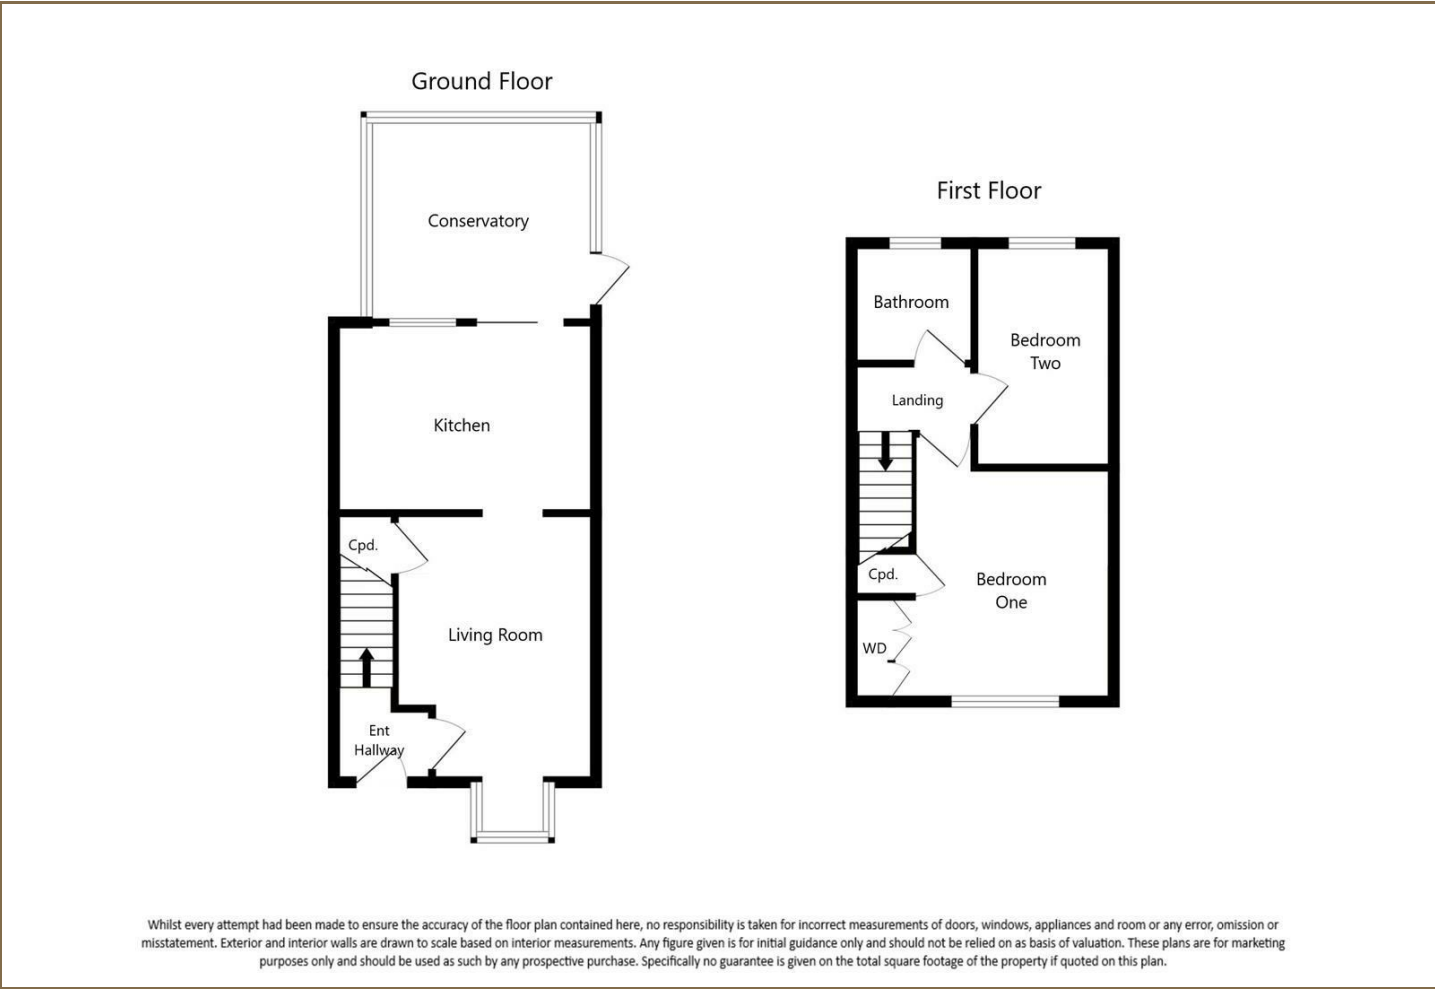 Ground Floor
Conservatory
Kitchen
Cpd.
Living Room
Ent
Hallway
First Floor
Bathroom
Bedroom
Two
Landing
Cpd.
Bedroom
One
WD
Whilst every attempt had been made to ensure the accuracy of the floor plan contained here, no responsibility is taken for incorrect measurements of doors, windows, appliances and room or any error, omission or
misstatement. Exterior and interior walls are drawn to scale based on interior measurements. Any figure given is for initial guidance only and should not be relied on as basis of valuation. These plans are for marketing
purposes only and should be used as such by any prospective purchase. Specifically no guarantee is given on the total square footage of the property if quoted on this plan.